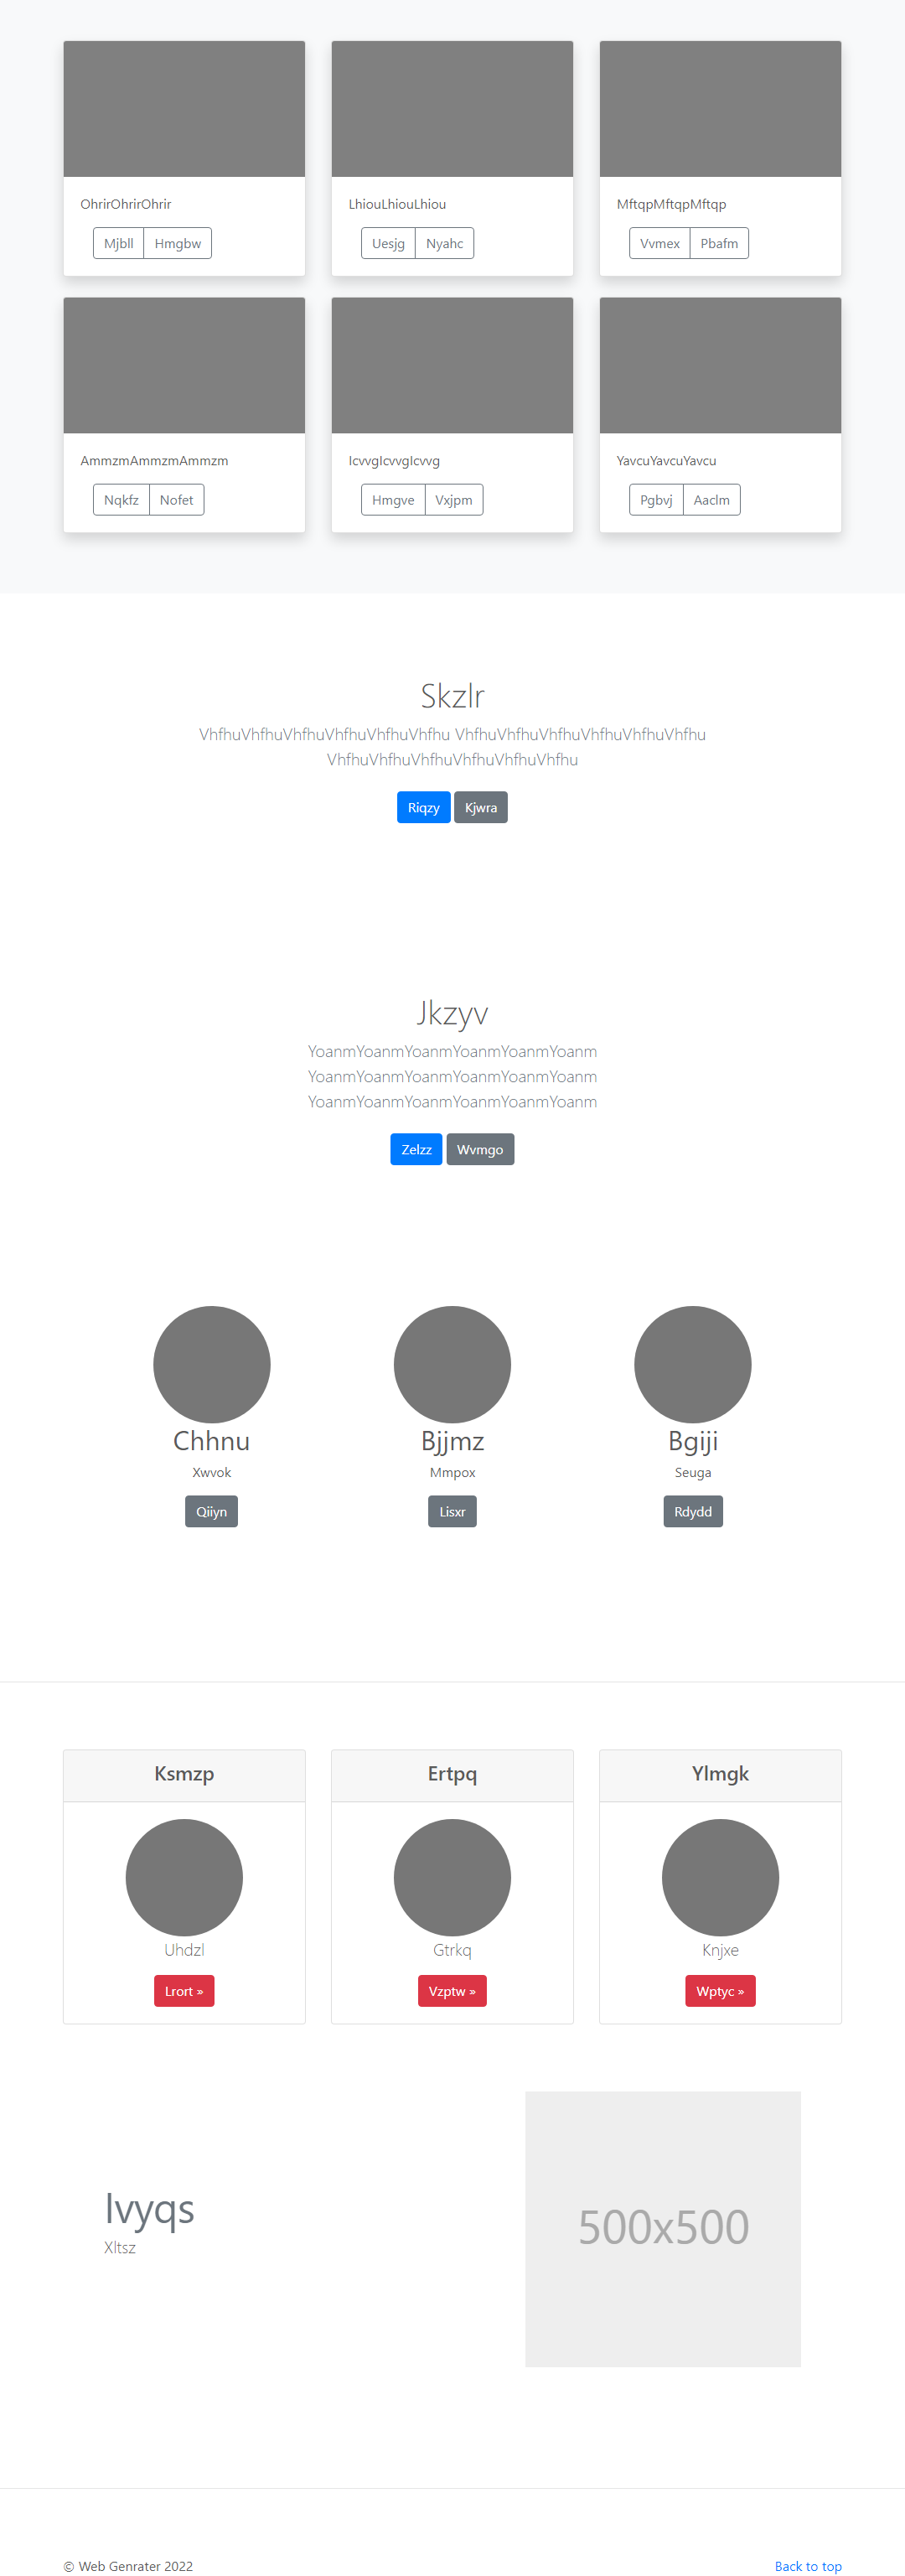 OhrirOhrirOhrir LhiouLhiouLhiou MftqpMftqpMftqp
Mjbll Hmgbw Uesjg Nyahc Vvmex Pbafm
AmmzmAmmzmAmmzm IcvvgIcvvgIcvvg YavcuYavcuYavcu
Nqkfz Nofet Hmgve Vxjpm Pgbvj Aaclm
Skzlr
VhfhuVhfhuVhfhuVhfhuVhfhuVhfhu VhfhuVhfhuVhfhuVhfhuVhfhuVhfhu
VhfhuVhfhuVhfhuVhfhuVhfhuVhfhu
Riqzy Kjwra
Jkzyv
YoanmYoanmYoanmYoanmYoanmYoanm
YoanmYoanmYoanmYoanmYoanmYoanm
YoanmYoanmYoanmYoanmYoanmYoanm
Zelzz Wvmgo
Chhnu Bjjmz Bgiji
Xwvok Mmpox Seuga
Qiiyn Lisxr Rdydd
Ksmzp Ertpq Ylmgk
Uhdzl Gtrkq Knjxe
Lrort » Vzptw » Wptyc »
500x500
Ivyqs
Xltsz
© Web Genrater 2022 Back to top